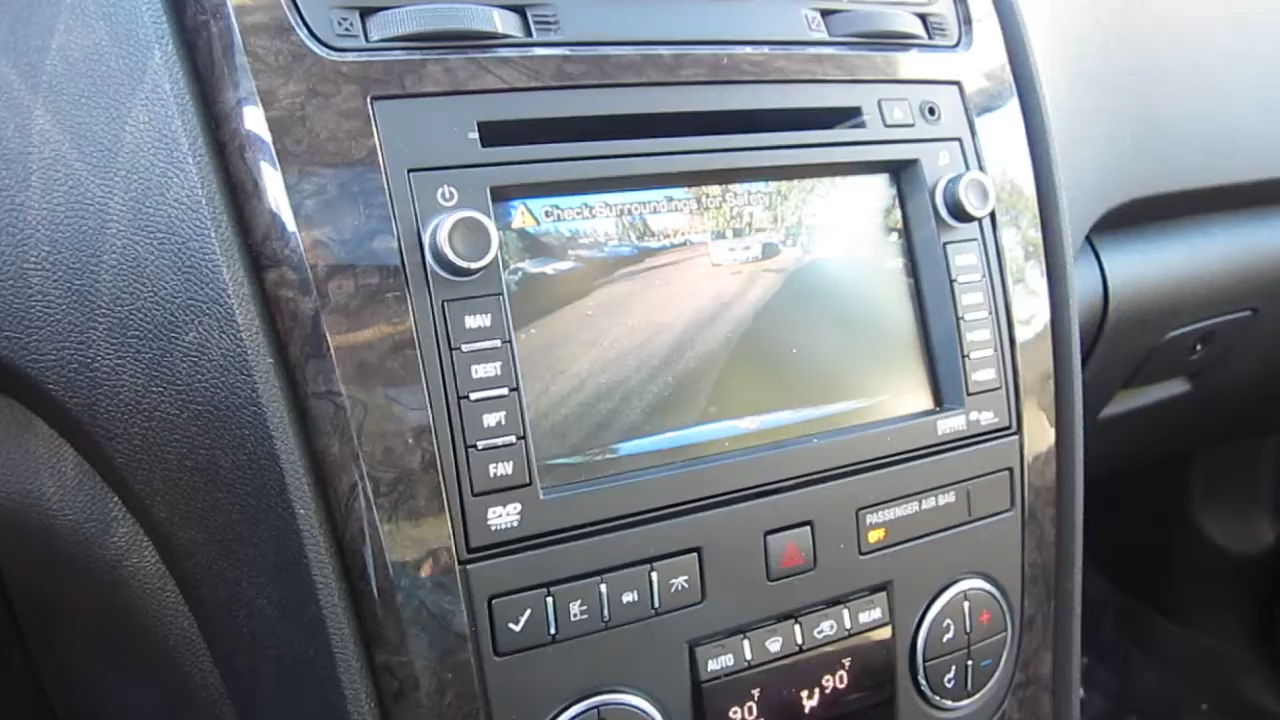 Check Surroundings for Safety
NAV
DEST
RPT
FAV
DVD
VIDEO
PASSENGER AIR BAG
OFF
AUTO
REAR
90°F
90°F